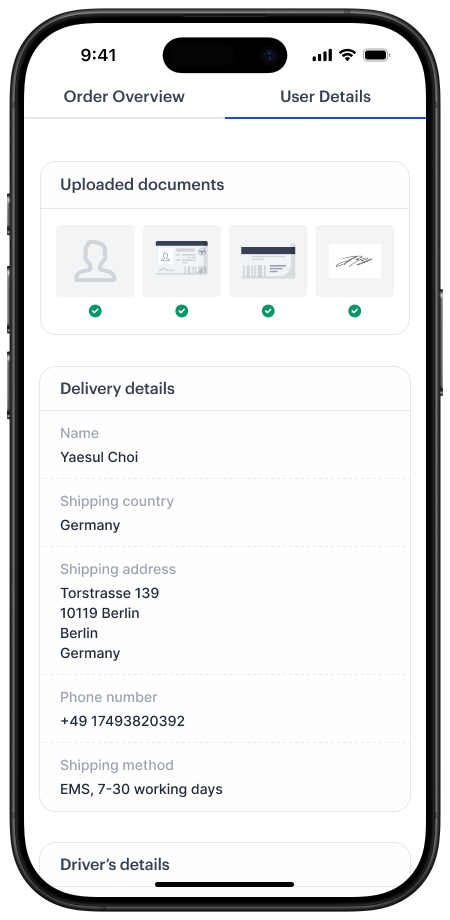 9:41
Order Overview
User Details
Uploaded documents
Delivery details
Name
Yaesul Choi
Shipping country
Germany
Shipping address
Torstrasse 139
10119 Berlin
Berlin
Germany
Phone number
+49 17493820392
Shipping method
EMS, 7-30 working days
Driver’s details